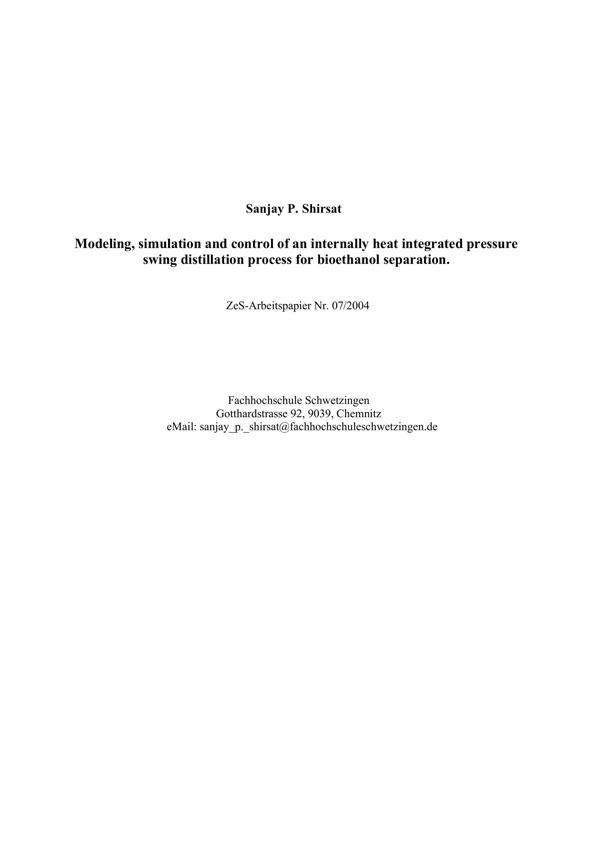 Sanjay P. Shirsat
Modeling, simulation and control of an internally heat integrated pressure
swing distillation process for bioethanol separation.
ZeS-Arbeitspapier Nr. 07/2004
Fachhochschule Schwetzingen
Gotthardstrasse 92, 9039, Chemnitz
eMail: sanjay_p._shirsat@fachhochschuleschwetzingen.de